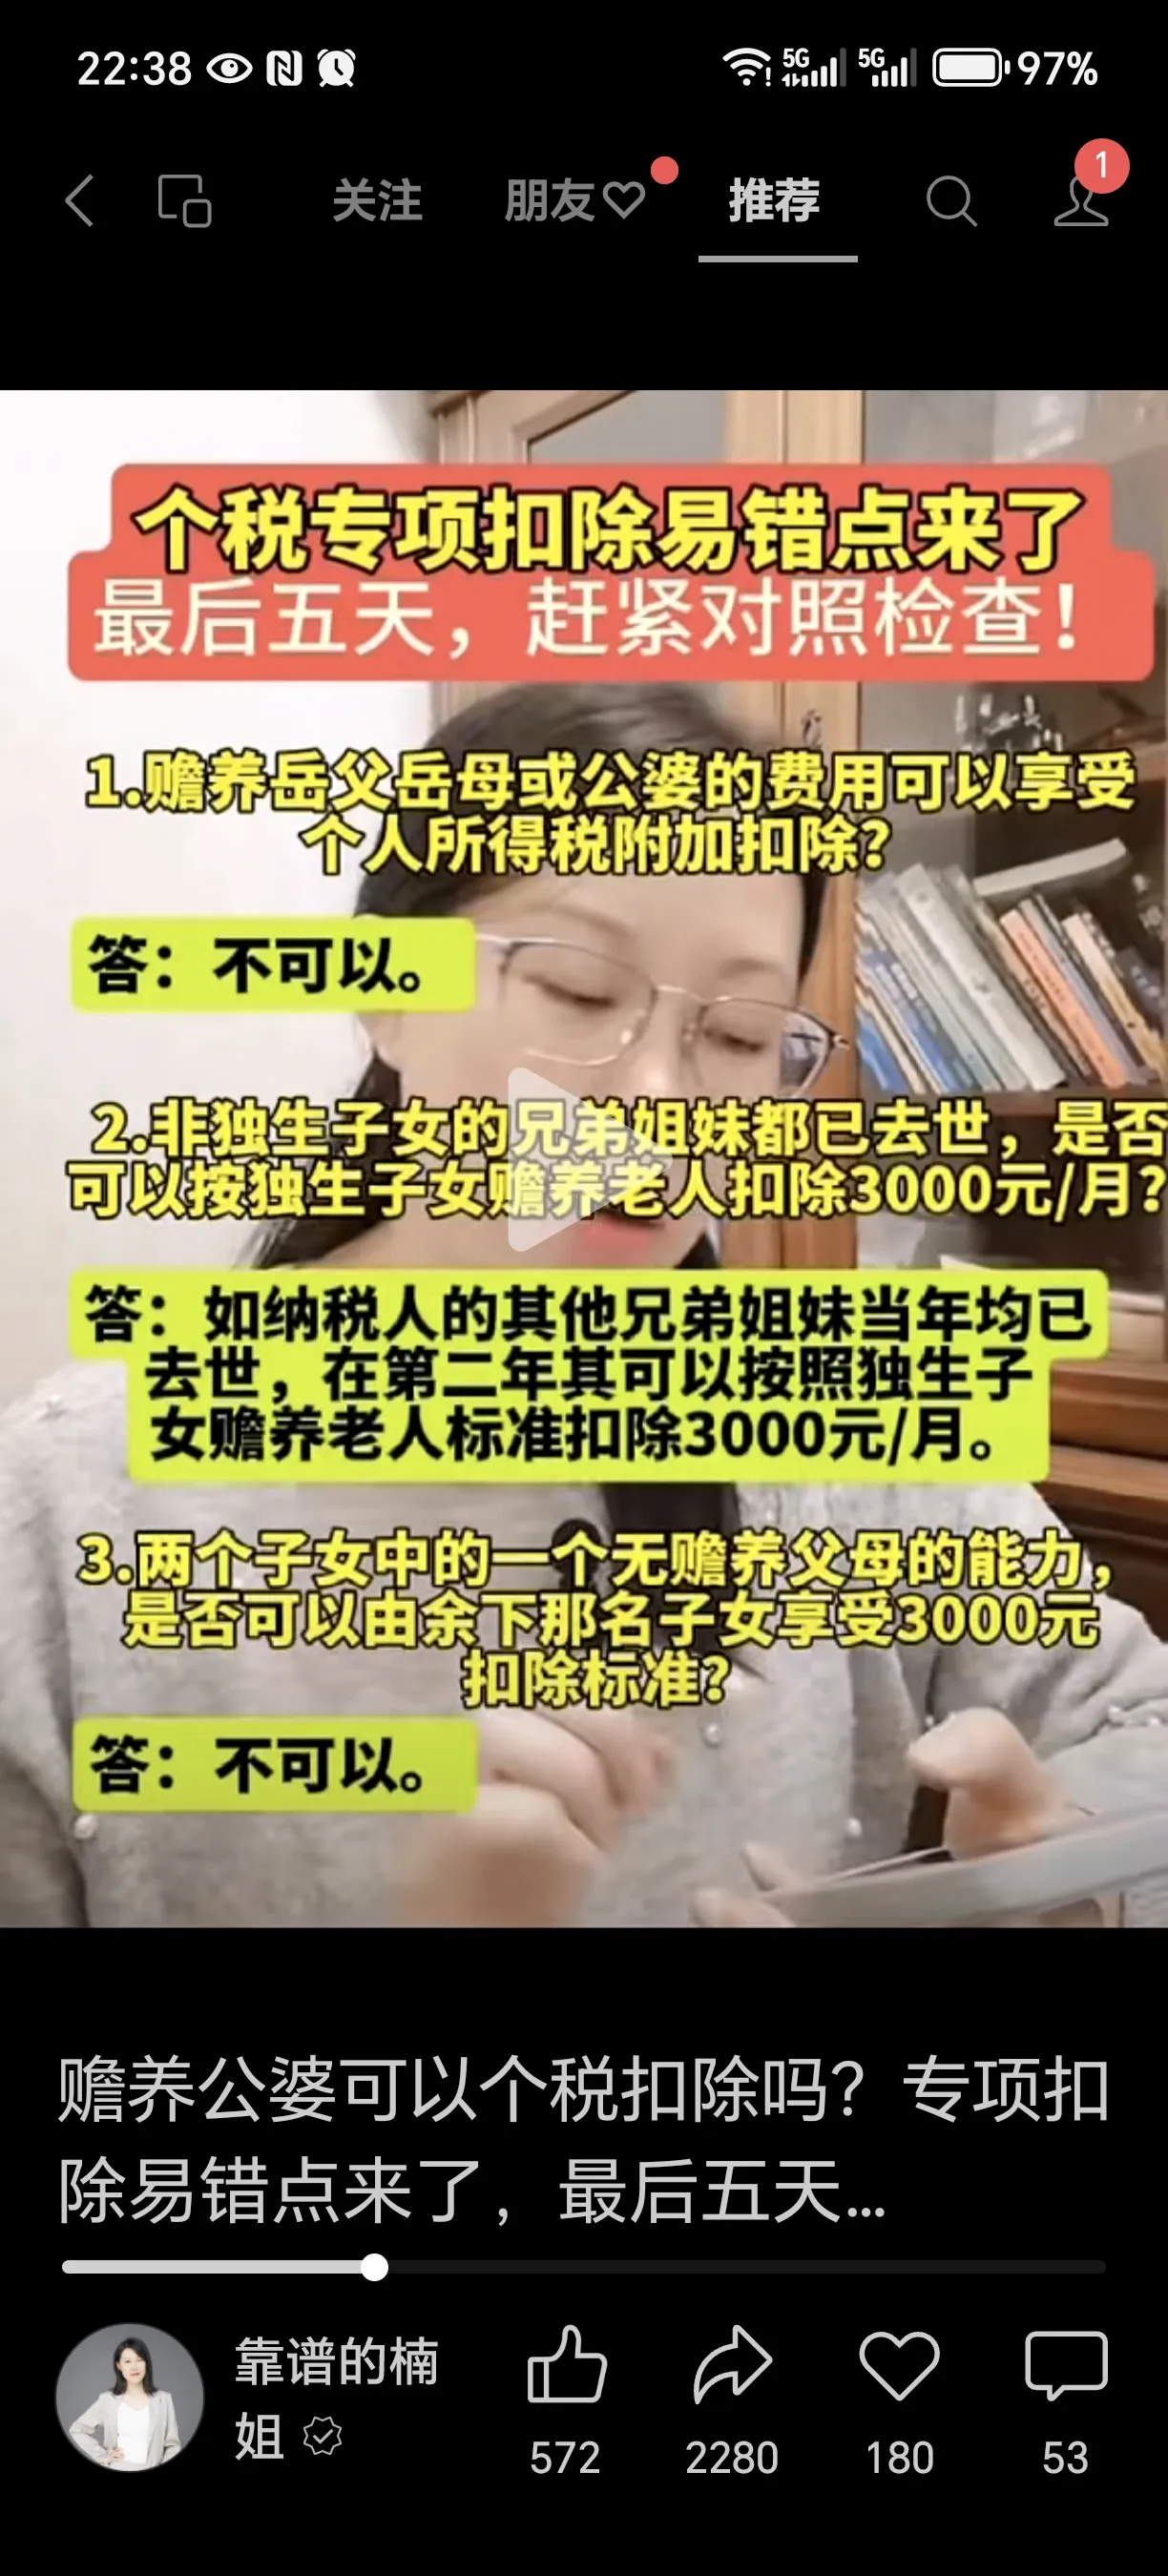 22:38
5G
5G
97%
关注
朋友
推荐
1
个税专项扣除易错点来了
最后五天，赶紧对照检查！
1.赡养岳父岳母或公婆的费用可以享受
个人所得税附加扣除？
答：不可以。
2.非独生子女的兄弟姐妹都已去世，是否
可以按独生子女赡养老人扣除3000元/月？
答：如纳税人的其他兄弟姐妹当年均已
去世，在第二年其可以按照独生子
女赡养老人标准扣除3000元/月。
3.两个子女中的一个无赡养父母的能力，
是否可以由余下那名子女享受3000元
扣除标准？
答：不可以。
赡养公婆可以个税扣除吗？专项扣
除易错点来了，最后五天...
靠谱的楠
姐
572
2280
180
53